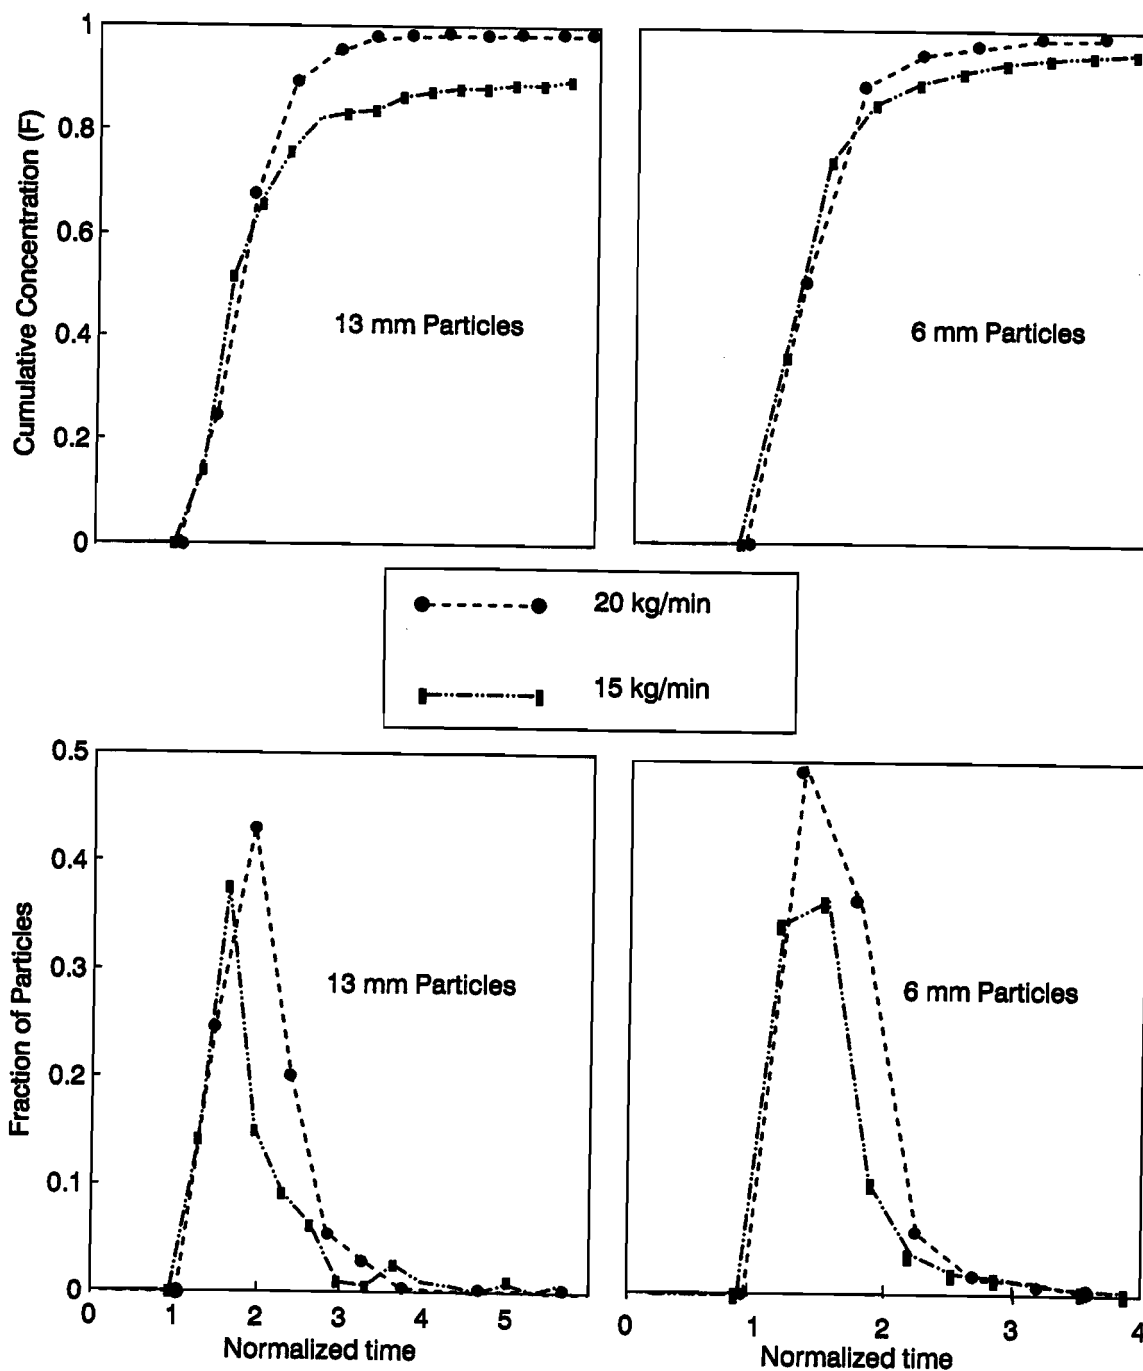 1
0.8
0.6
0.4
0.2
0
Cumulative Concentration (F)
13 mm Particles
6 mm Particles
20 kg/min
15 kg/min
0.5
0.4
0.3
0.2
0.1
0
Fraction of Particles
13 mm Particles
6 mm Particles
0 1 2 3 4 5 6
Normalized time
0 1 2 3 4
Normalized time